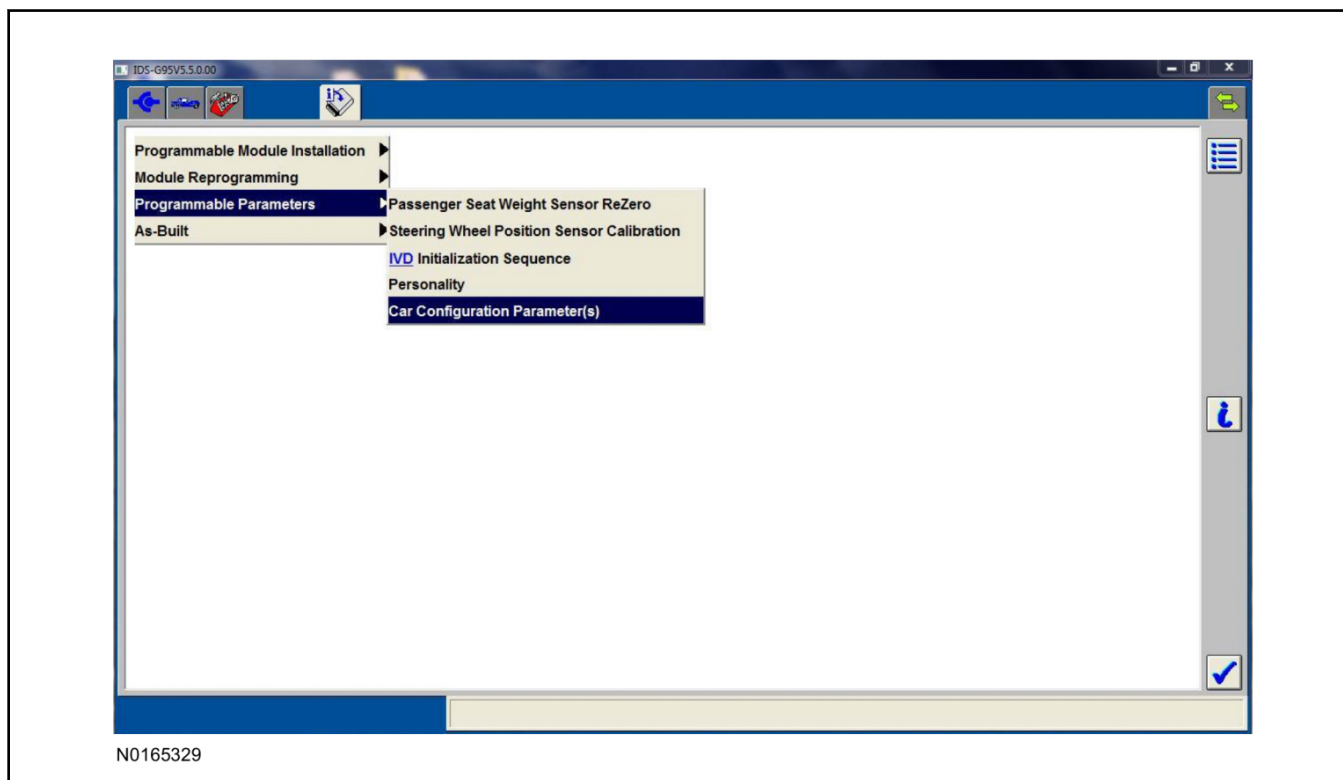 IDS-G95V5.5.0.00
Programmable Module Installation
Module Reprogramming
Programmable Parameters
Passenger Seat Weight Sensor ReZero
As-Built
Steering Wheel Position Sensor Calibration
IVD Initialization Sequence
Personality
Car Configuration Parameter(s)
N0165329